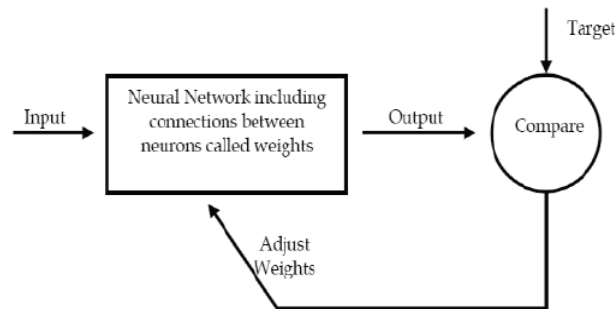 Target
Neural Network including
connections between
neurons called weights
Input
Output
Compare
Adjust
Weights